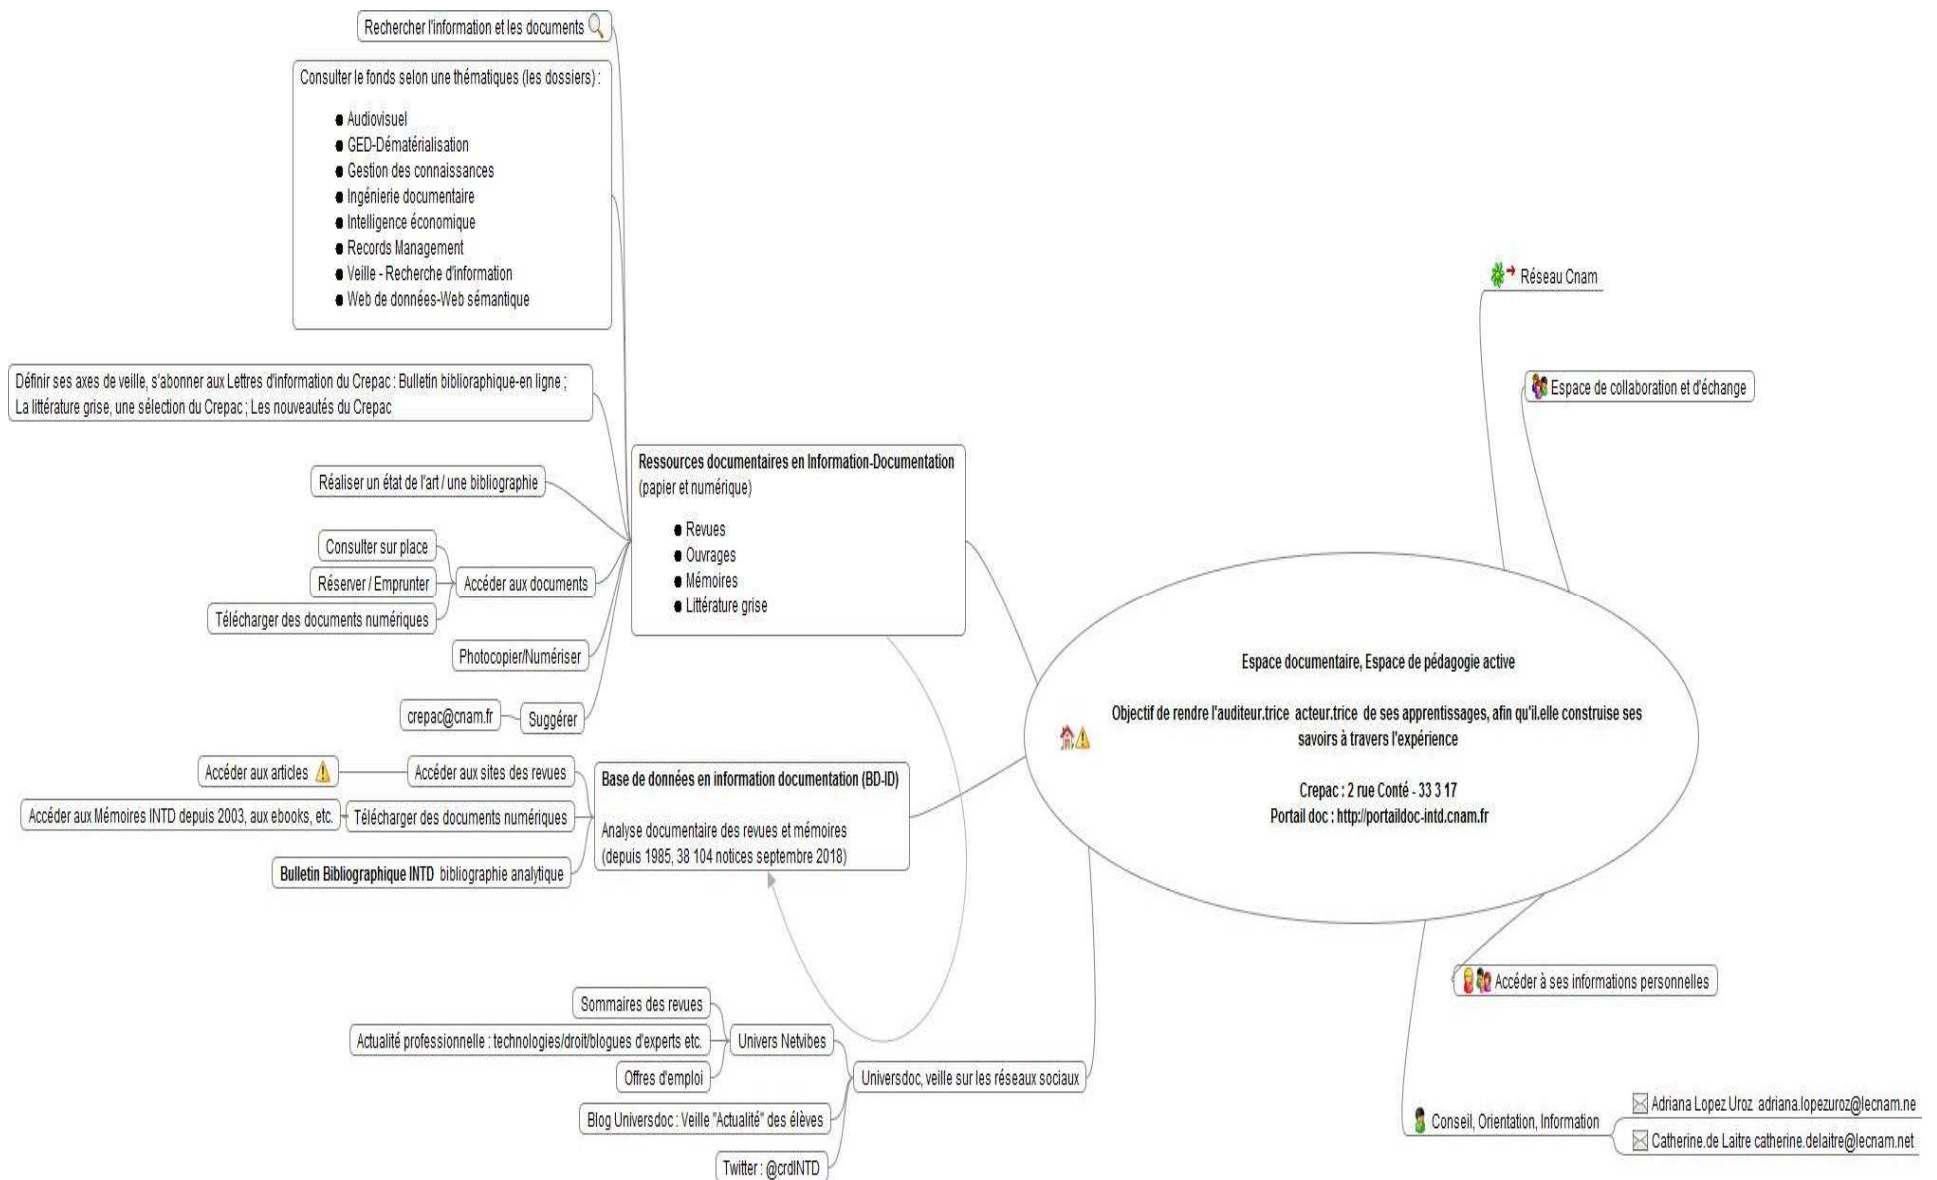 Rechercher l'information et les documents
Consulter le fonds selon une thématiques (les dossiers) :
● Audiovisuel
● GED-Dématérialisation
● Gestion des connaissances
● Ingénierie documentaire
● Intelligence économique
● Records Management
● Veille - Recherche d'information
● Web de données-Web sémantique
Définir ses axes de veille, s'abonner aux Lettres d'information du Crepac : Bulletin biblioraphique-en ligne ;
La littérature grise, une sélection du Crepac ; Les nouveautés du Crepac
Réaliser un état de l'art / une bibliographie
Consulter sur place
Réserver / Emprunter
Télécharger des documents numériques
Accéder aux documents
Photocopier/Numériser
crepac@cnam.fr
Suggérer
Ressources documentaires en Information-Documentation
(papier et numérique)
● Revues
● Ouvrages
● Mémoires
● Littérature grise
Accéder aux articles
Accéder aux sites des revues
Accéder aux Mémoires INTD depuis 2003, aux ebooks, etc.
Télécharger des documents numériques
Bulletin Bibliographique INTD bibliographie analytique
Base de données en information documentation (BD-ID)
Analyse documentaire des revues et mémoires
(depuis 1985, 38 104 notices septembre 2018)
Sommaires des revues
Actualité professionnelle : technologies/droit/blogues d'experts etc.
Offres d'emploi
Univers Netvibes
Blog Universdoc : Veille "Actualité" des élèves
Twitter : @crdINTD
Universdoc, veille sur les réseaux sociaux
Espace documentaire, Espace de pédagogie active
Objectif de rendre l'auditeur.trice acteur.trice de ses apprentissages, afin qu'il.elle construise ses
savoirs à travers l'expérience
Crepac : 2 rue Conté - 33 3 17
Portail doc : http://portaildoc-intd.cnam.fr
Réseau Cnam
Espace de collaboration et d'échange
Accéder à ses informations personnelles
Conseil, Orientation, Information
Adriana Lopez Uroz adriana.lopezuroz@lecnam.ne
Catherine.de Laitre catherine.delaitre@lecnam.net